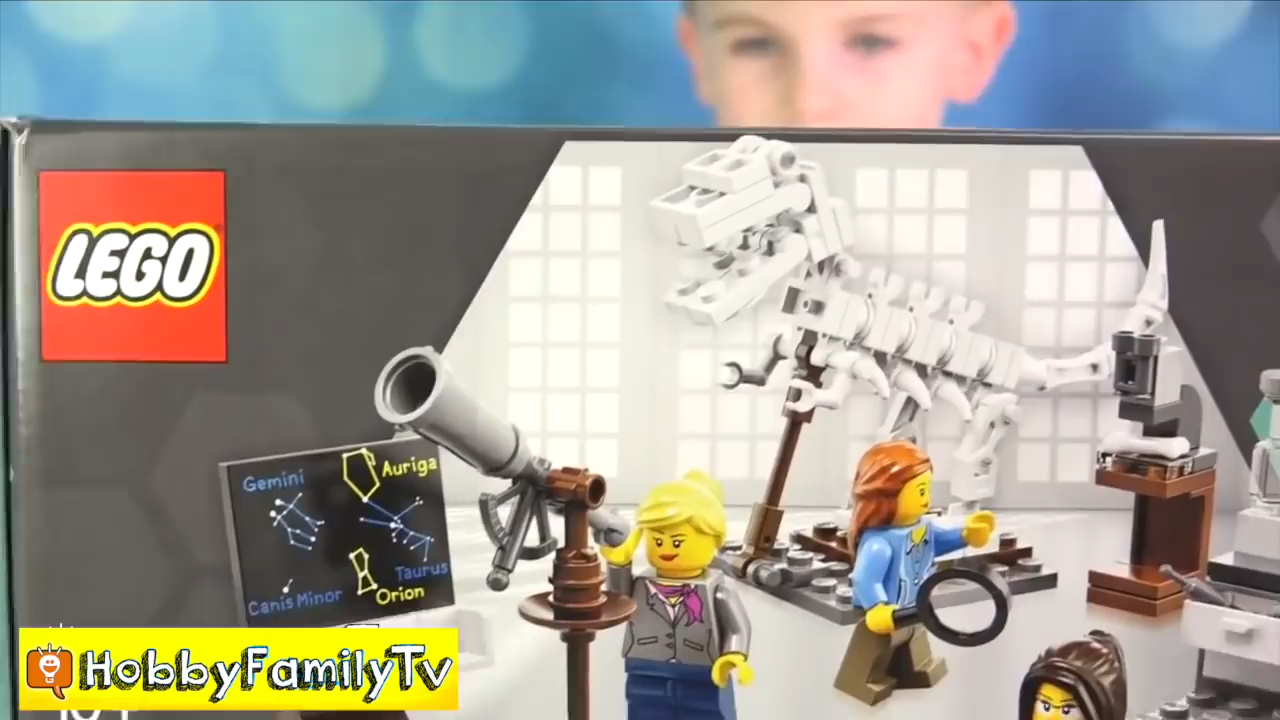 LEGO
Gemini
Auriga
Taurus
Canis Minor
Orion
HobbyFamilyTv